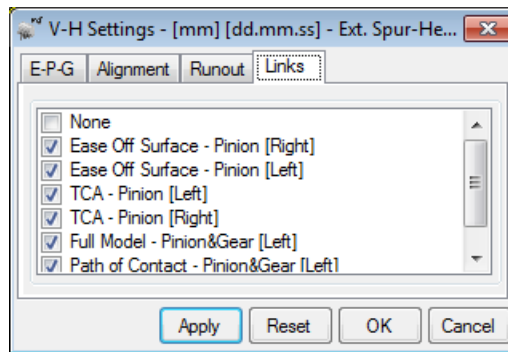 V-H Settings - [mm] [dd.mm.ss] - Ext. Spur-He...
E-P-G Alignment Runout Links
None
Ease Off Surface - Pinion [Right]
Ease Off Surface - Pinion [Left]
TCA - Pinion [Left]
TCA - Pinion [Right]
Full Model - Pinion&Gear [Left]
Path of Contact - Pinion&Gear [Left]
Apply Reset OK Cancel